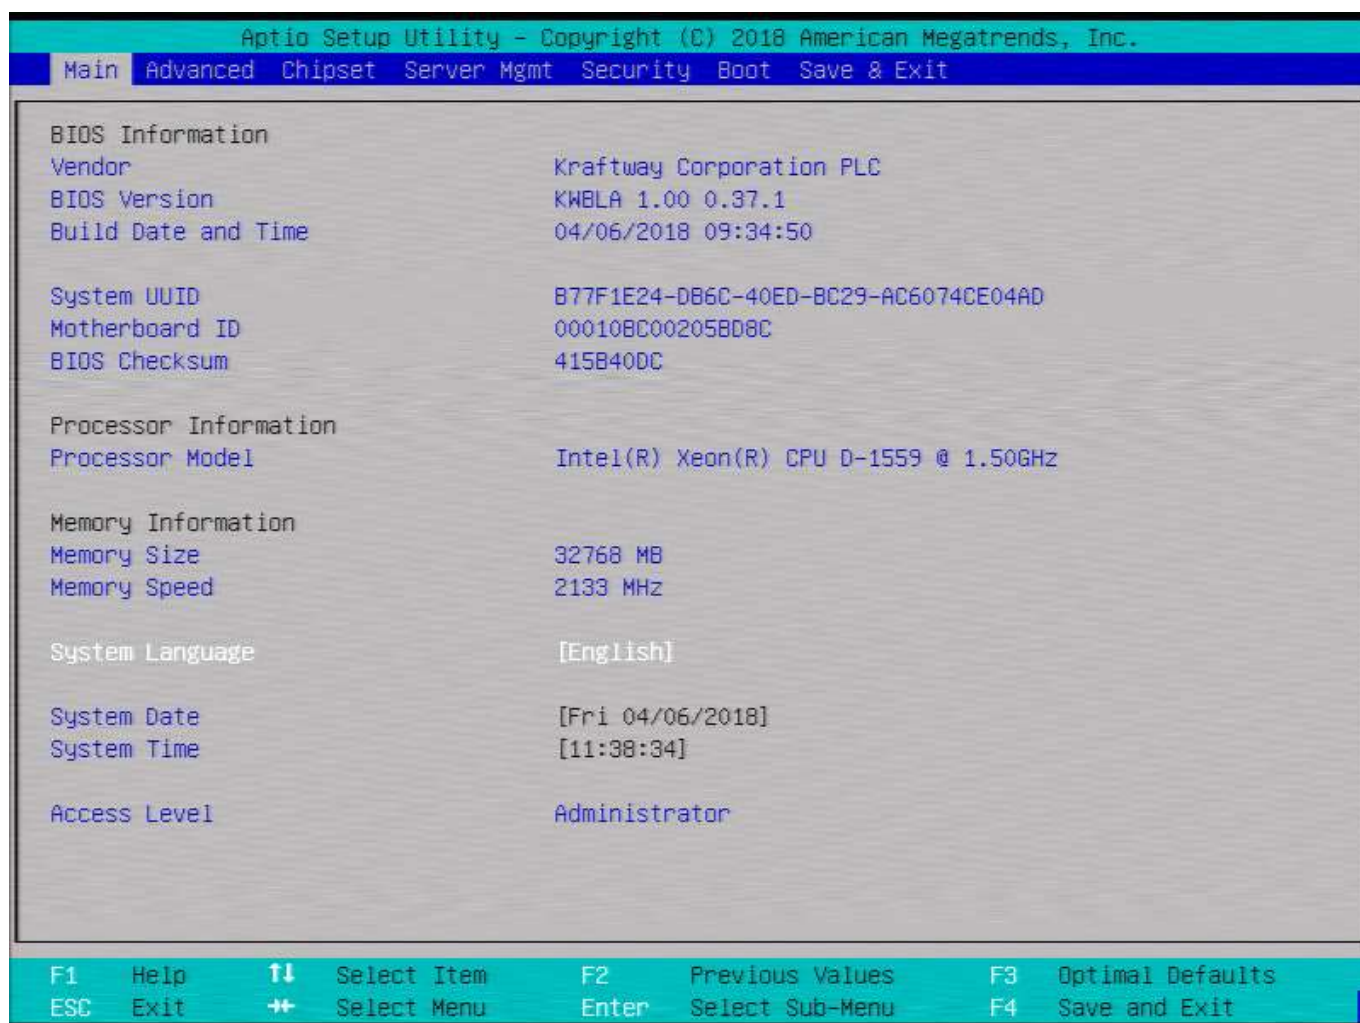 Aptio Setup Utility - Copyright (C) 2018 American Megatrends, Inc.
Main Advanced Chipset Server Mgmt Security Boot Save & Exit
BIOS Information
Vendor Kraftway Corporation PLC
BIOS Version KWBLA 1.00 0.37.1
Build Date and Time 04/06/2018 09:34:50
System UUID B77F1E24-DB6C-40ED-BC29-AC6074CE04AD
Motherboard ID 00010BC00205BD8C
BIOS Checksum 415B40DC
Processor Information
Processor Model Intel(R) Xeon(R) CPU D-1559 @ 1.50GHz
Memory Information
Memory Size 32768 MB
Memory Speed 2133 MHz
System Language [English]
System Date [Fri 04/06/2018]
System Time [11:38:34]
Access Level Administrator
F1 Help ↑↓ Select Item F2 Previous Values F3 Optimal Defaults
ESC Exit →← Select Menu Enter Select Sub-Menu F4 Save and Exit